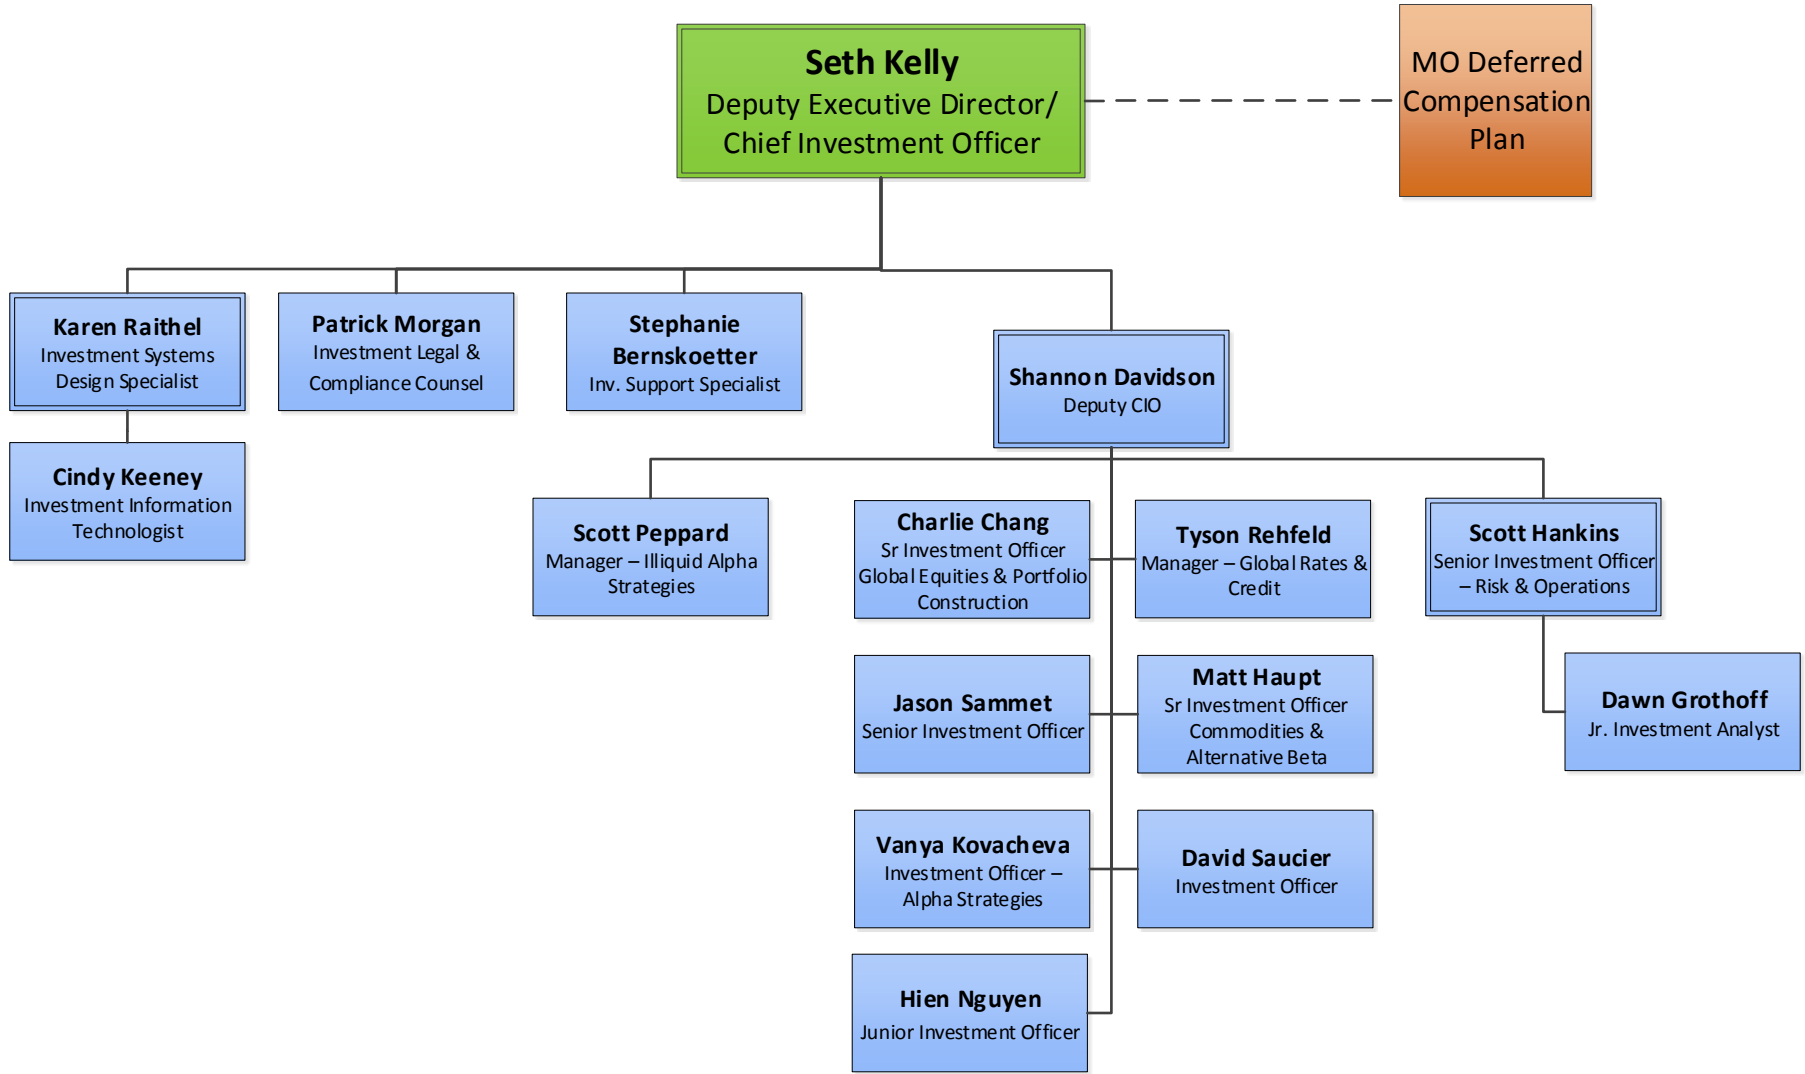 Seth Kelly
Deputy Executive Director/
Chief Investment Officer
MO Deferred
Compensation
Plan
Karen Raithel
Investment Systems
Design Specialist
Patrick Morgan
Investment Legal &
Compliance Counsel
Stephanie
Bernskoetter
Inv. Support Specialist
Shannon Davidson
Deputy CIO
Cindy Keeney
Investment Information
Technologist
Scott Peppard
Manager – Illiquid Alpha
Strategies
Charlie Chang
Sr Investment Officer
Global Equities & Portfolio
Construction
Tyson Rehfeld
Manager – Global Rates &
Credit
Scott Hankins
Senior Investment Officer
– Risk & Operations
Jason Sammet
Senior Investment Officer
Matt Haupt
Sr Investment Officer
Commodities &
Alternative Beta
Dawn Grothoff
Jr. Investment Analyst
Vanya Kovacheva
Investment Officer –
Alpha Strategies
David Saucier
Investment Officer
Hien Nguyen
Junior Investment Officer